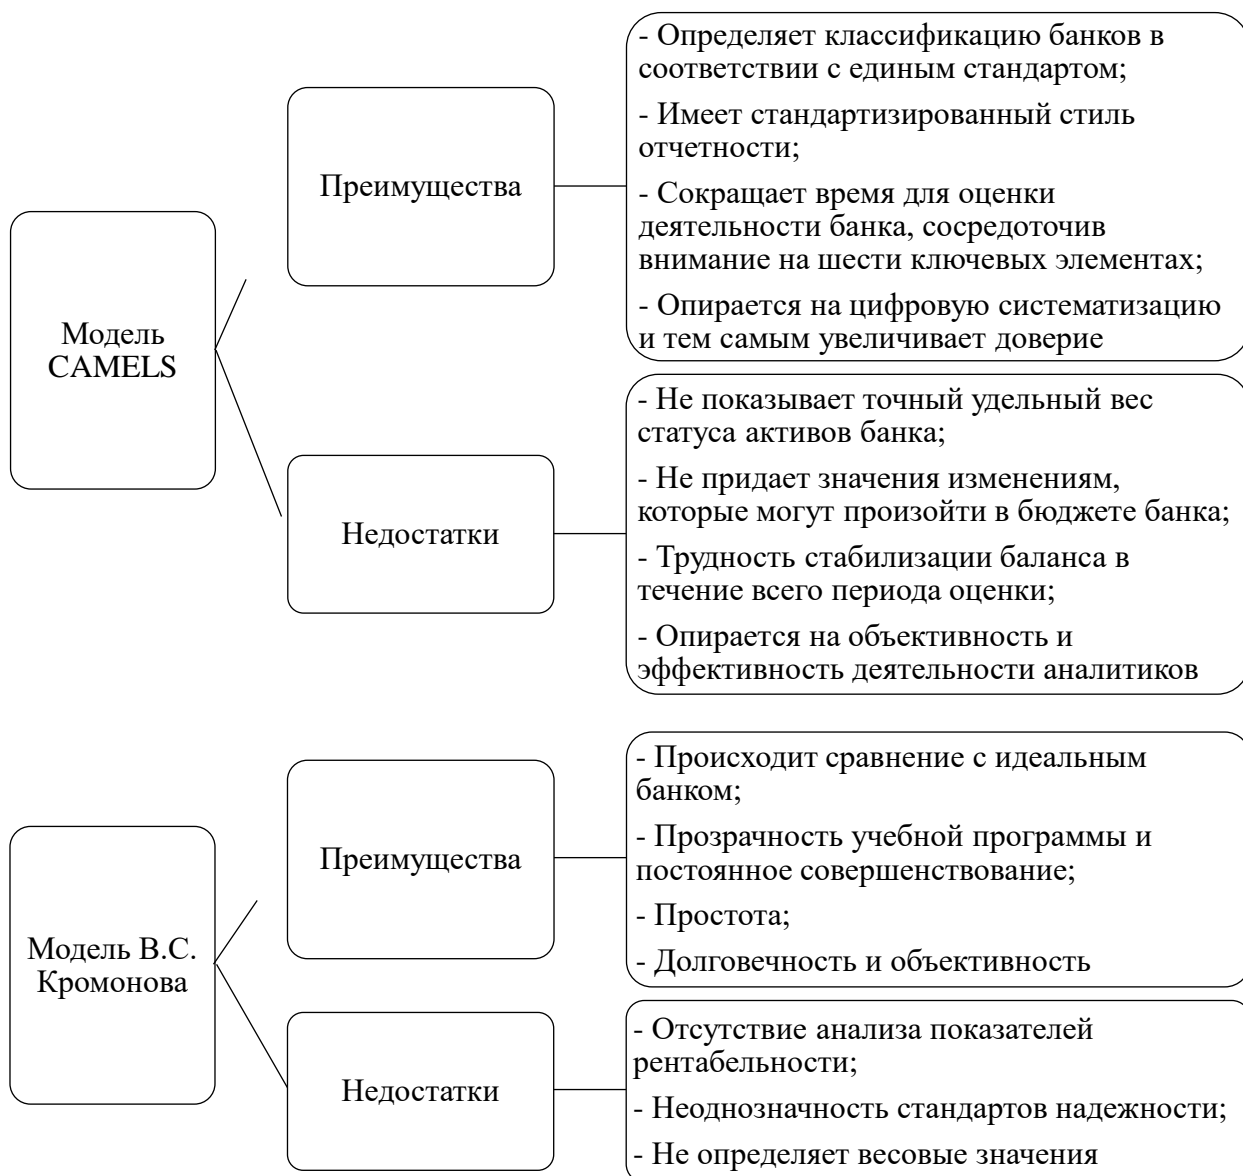 Модель
CAMELS
Преимущества
- Определяет классификацию банков в
соответствии с единым стандартом;
- Имеет стандартизированный стиль
отчетности;
- Сокращает время для оценки
деятельности банка, сосредоточив
внимание на шести ключевых элементах;
- Опирается на цифровую систематизацию
и тем самым увеличивает доверие
Недостатки
- Не показывает точный удельный вес
статуса активов банка;
- Не придает значения изменениям,
которые могут произойти в бюджете банка;
- Трудность стабилизации баланса в
течение всего периода оценки;
- Опирается на объективность и
эффективность деятельности аналитиков
Модель В.С.
Кромонова
Преимущества
- Происходит сравнение с идеальным
банком;
- Прозрачность учебной программы и
постоянное совершенствование;
- Простота;
- Долговечность и объективность
Недостатки
- Отсутствие анализа показателей
рентабельности;
- Неоднозначность стандартов надежности;
- Не определяет весовые значения